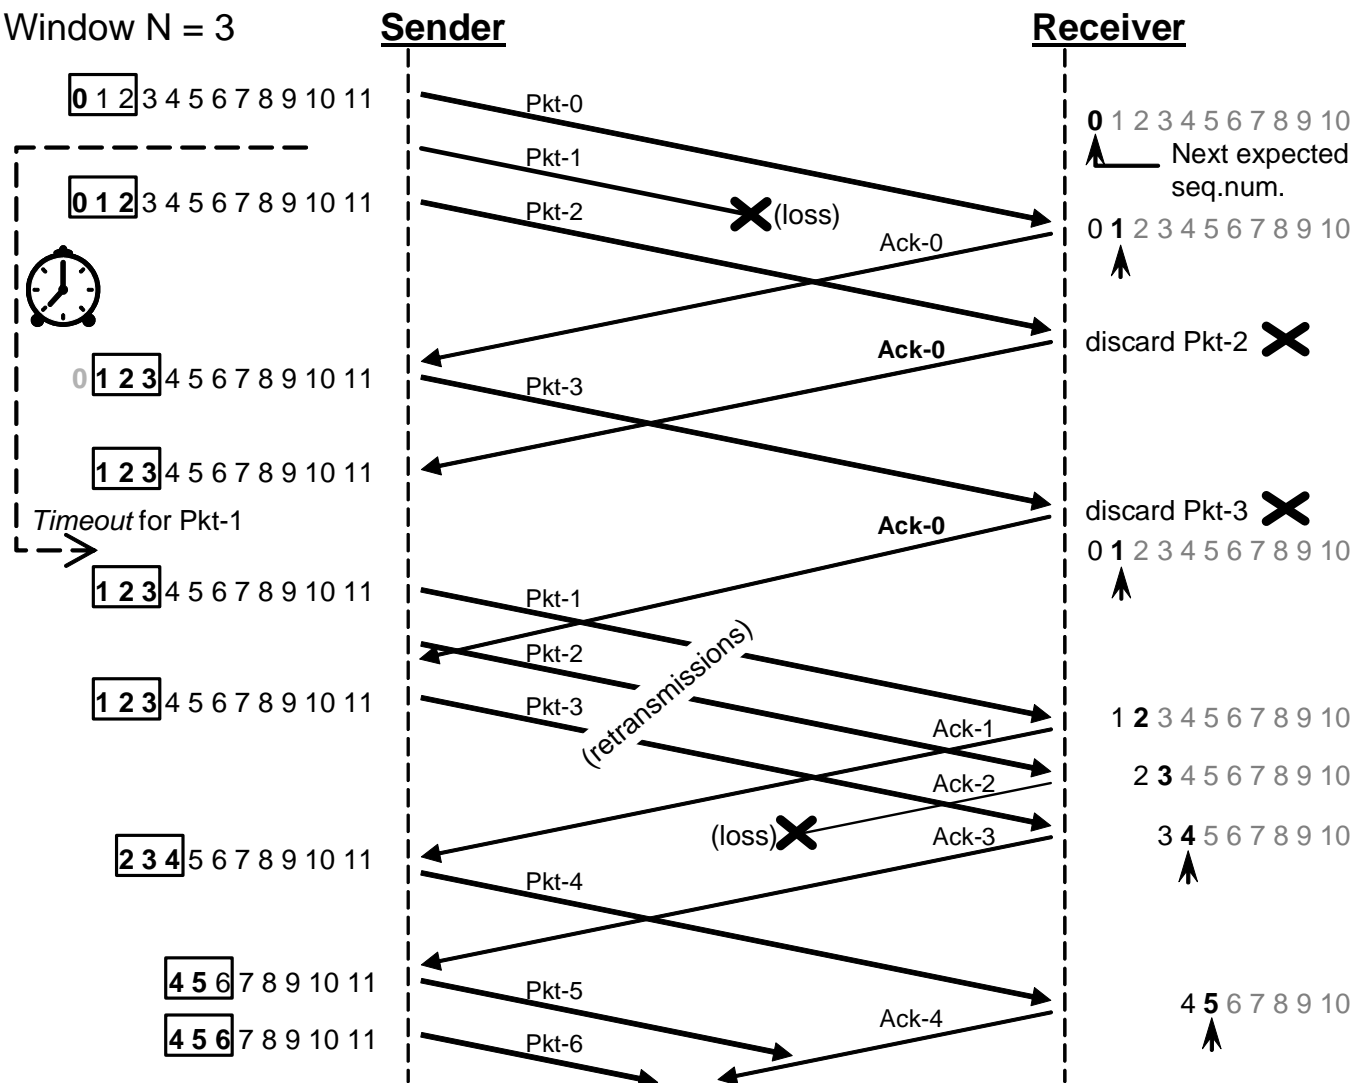 Window N = 3
Sender
Receiver
0 1 2 3 4 5 6 7 8 9 10 11
Pkt-0
0 1 2 3 4 5 6 7 8 9 10
Pkt-1
Next expected
seq.num.
0 1 2 3 4 5 6 7 8 9 10 11
Pkt-2
(loss)
Ack-0
0 1 2 3 4 5 6 7 8 9 10
Ack-0
discard Pkt-2
0 1 2 3 4 5 6 7 8 9 10 11
Pkt-3
1 2 3 4 5 6 7 8 9 10 11
Timeout for Pkt-1
Ack-0
discard Pkt-3
0 1 2 3 4 5 6 7 8 9 10
1 2 3 4 5 6 7 8 9 10 11
Pkt-1
Pkt-2
(retransmissions)
1 2 3 4 5 6 7 8 9 10 11
Pkt-3
Ack-1
1 2 3 4 5 6 7 8 9 10
Ack-2
2 3 4 5 6 7 8 9 10
(loss)
Ack-3
3 4 5 6 7 8 9 10
2 3 4 5 6 7 8 9 10 11
Pkt-4
4 5 6 7 8 9 10 11
Pkt-5
Ack-4
4 5 6 7 8 9 10
4 5 6 7 8 9 10 11
Pkt-6